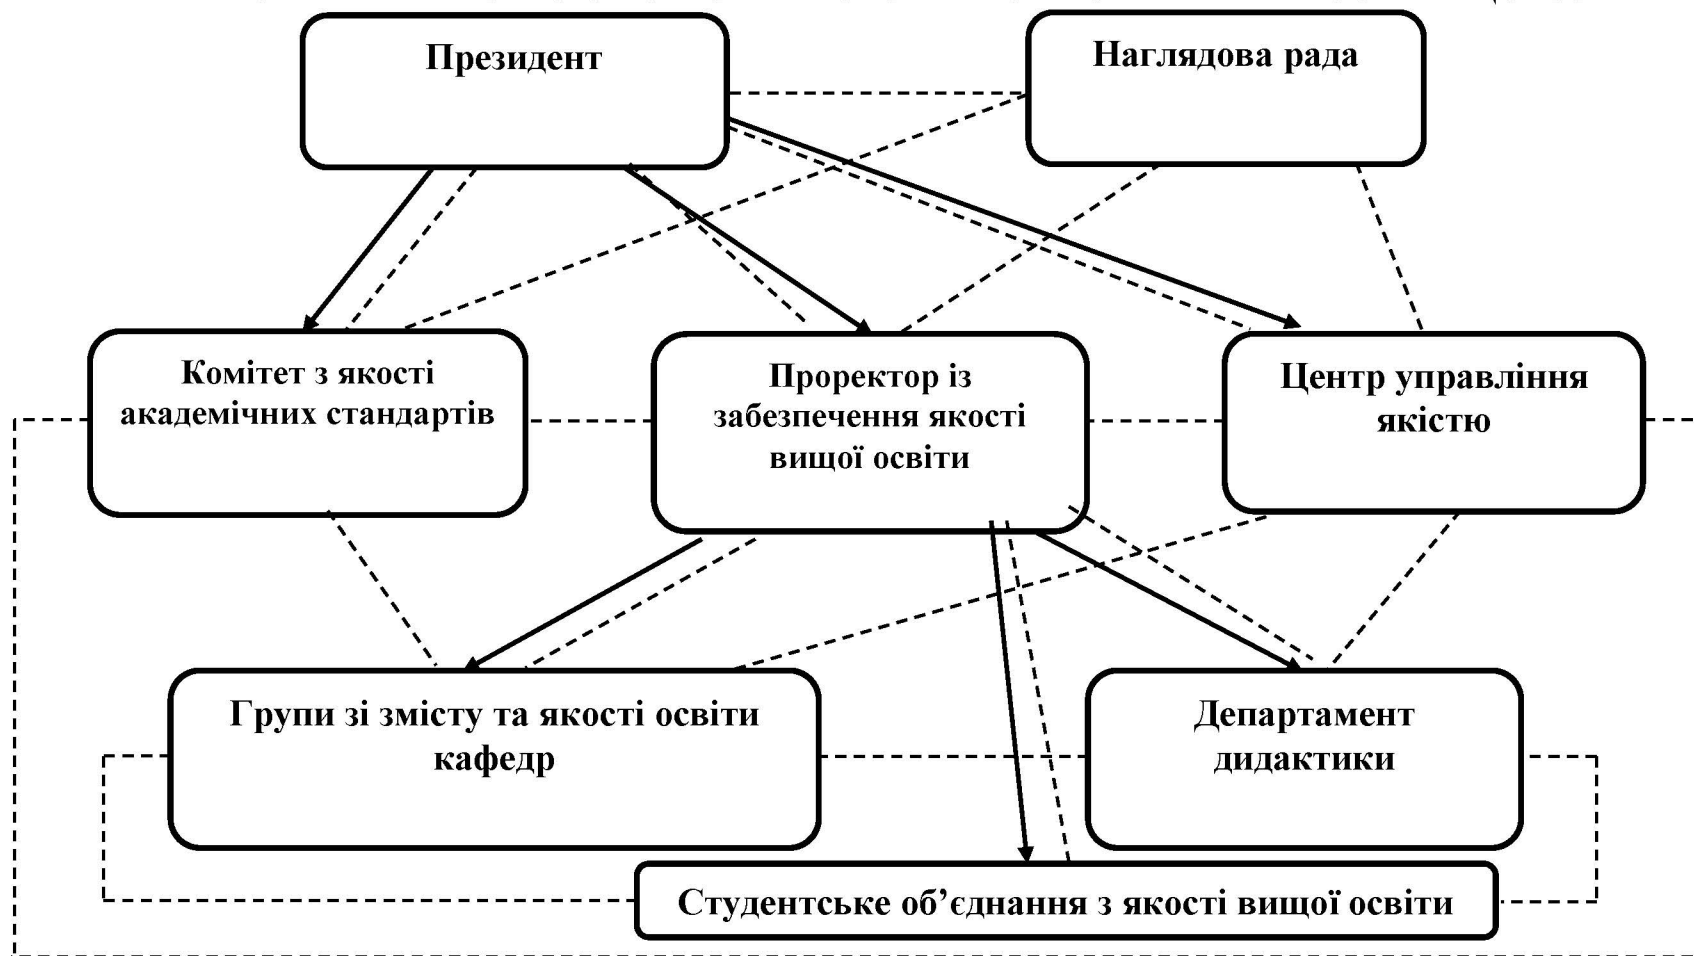 Президент
Наглядова рада
Комітет з якості
академічних стандартів
Проректор із
забезпечення якості
вищої освіти
Центр управління
якістю
Групи зі змісту та якості освіти
кафедр
Департамент
дидактики
Студентське об’єднання з якості вищої освіти